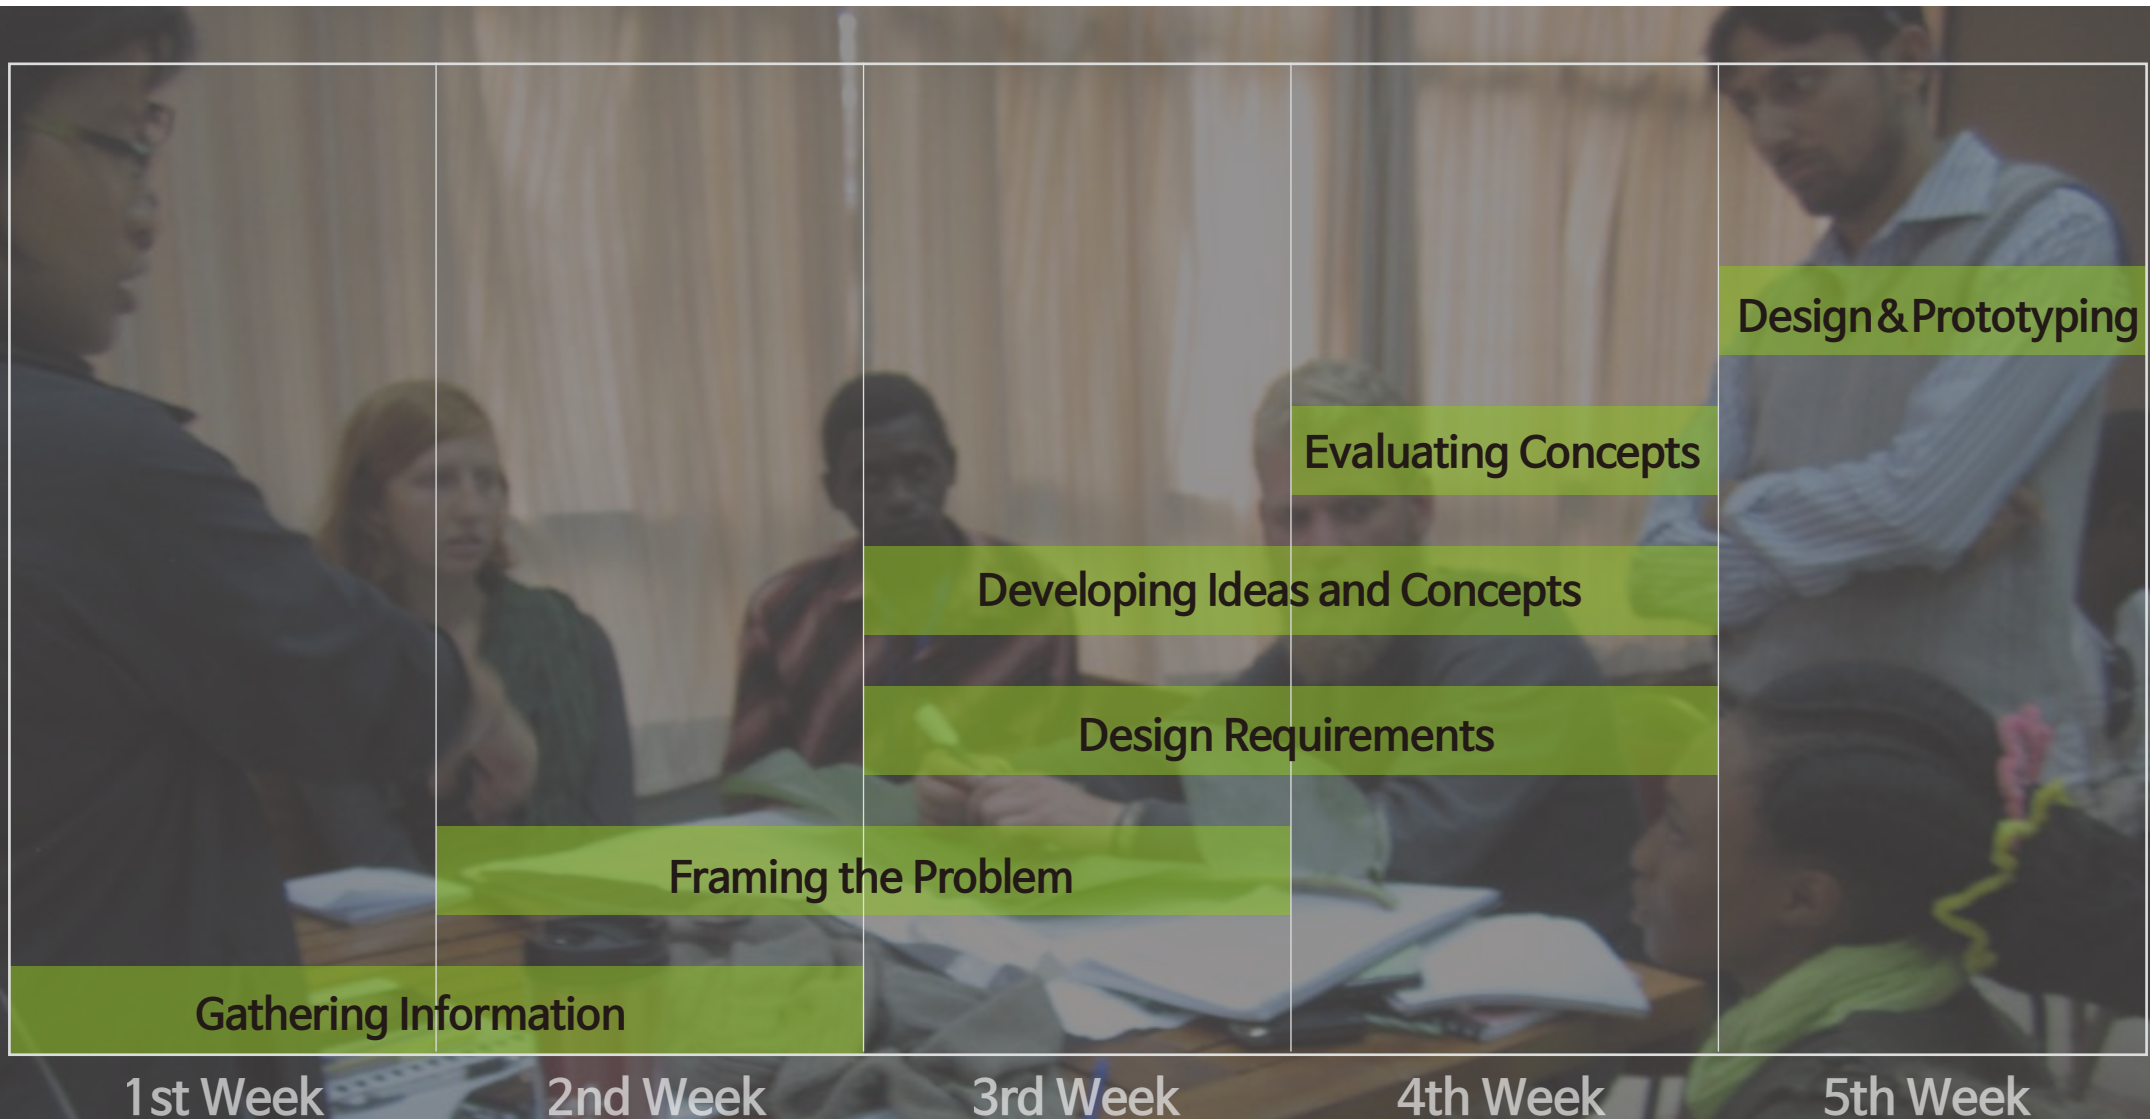 Design & Prototyping
Evaluating Concepts
Developing Ideas and Concepts
Design Requirements
Framing the Problem
Gathering Information
1st Week 2nd Week 3rd Week 4th Week 5th Week